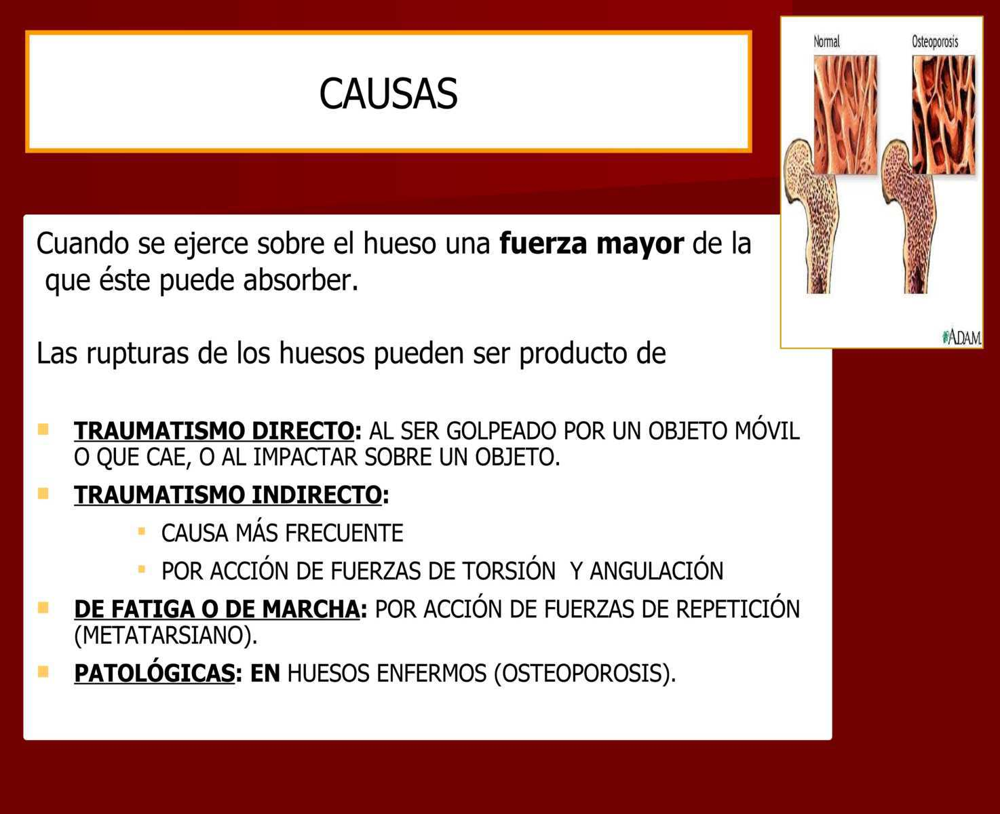 CAUSAS
Normal
Osteoporosis
ADAM
Cuando se ejerce sobre el hueso una fuerza mayor de la
que éste puede absorber.
Las rupturas de los huesos pueden ser producto de
TRAUMATISMO DIRECTO: AL SER GOLPEADO POR UN OBJETO MÓVIL
O QUE CAE, O AL IMPACTAR SOBRE UN OBJETO.
TRAUMATISMO INDIRECTO:
CAUSA MÁS FRECUENTE
POR ACCIÓN DE FUERZAS DE TORSIÓN Y ANGULACIÓN
DE FATIGA O DE MARCHA: POR ACCIÓN DE FUERZAS DE REPETICIÓN
(METATARSIANO).
PATOLÓGICAS: EN HUESOS ENFERMOS (OSTEOPOROSIS).